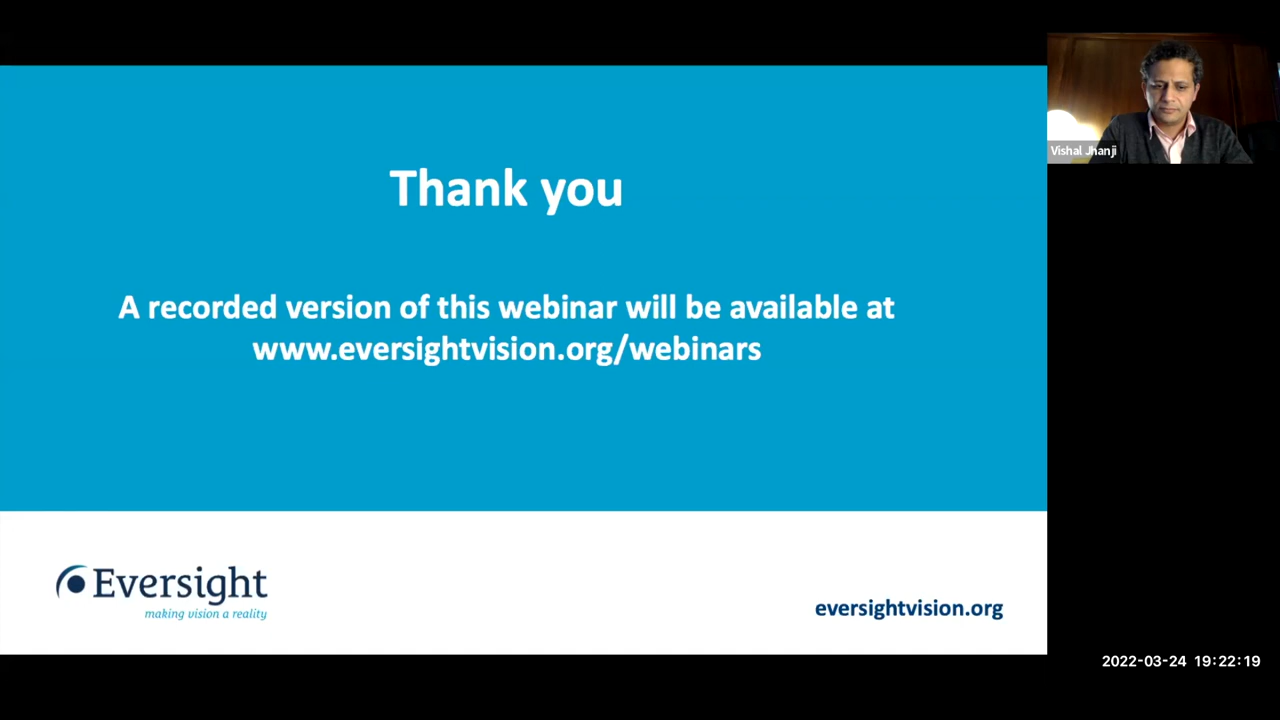 Thank you
A recorded version of this webinar will be available at
www.eversightvision.org/webinars
Eversight
making vision a reality
eversightvision.org
Vishal Jhanji
2022-03-24 19:22:19